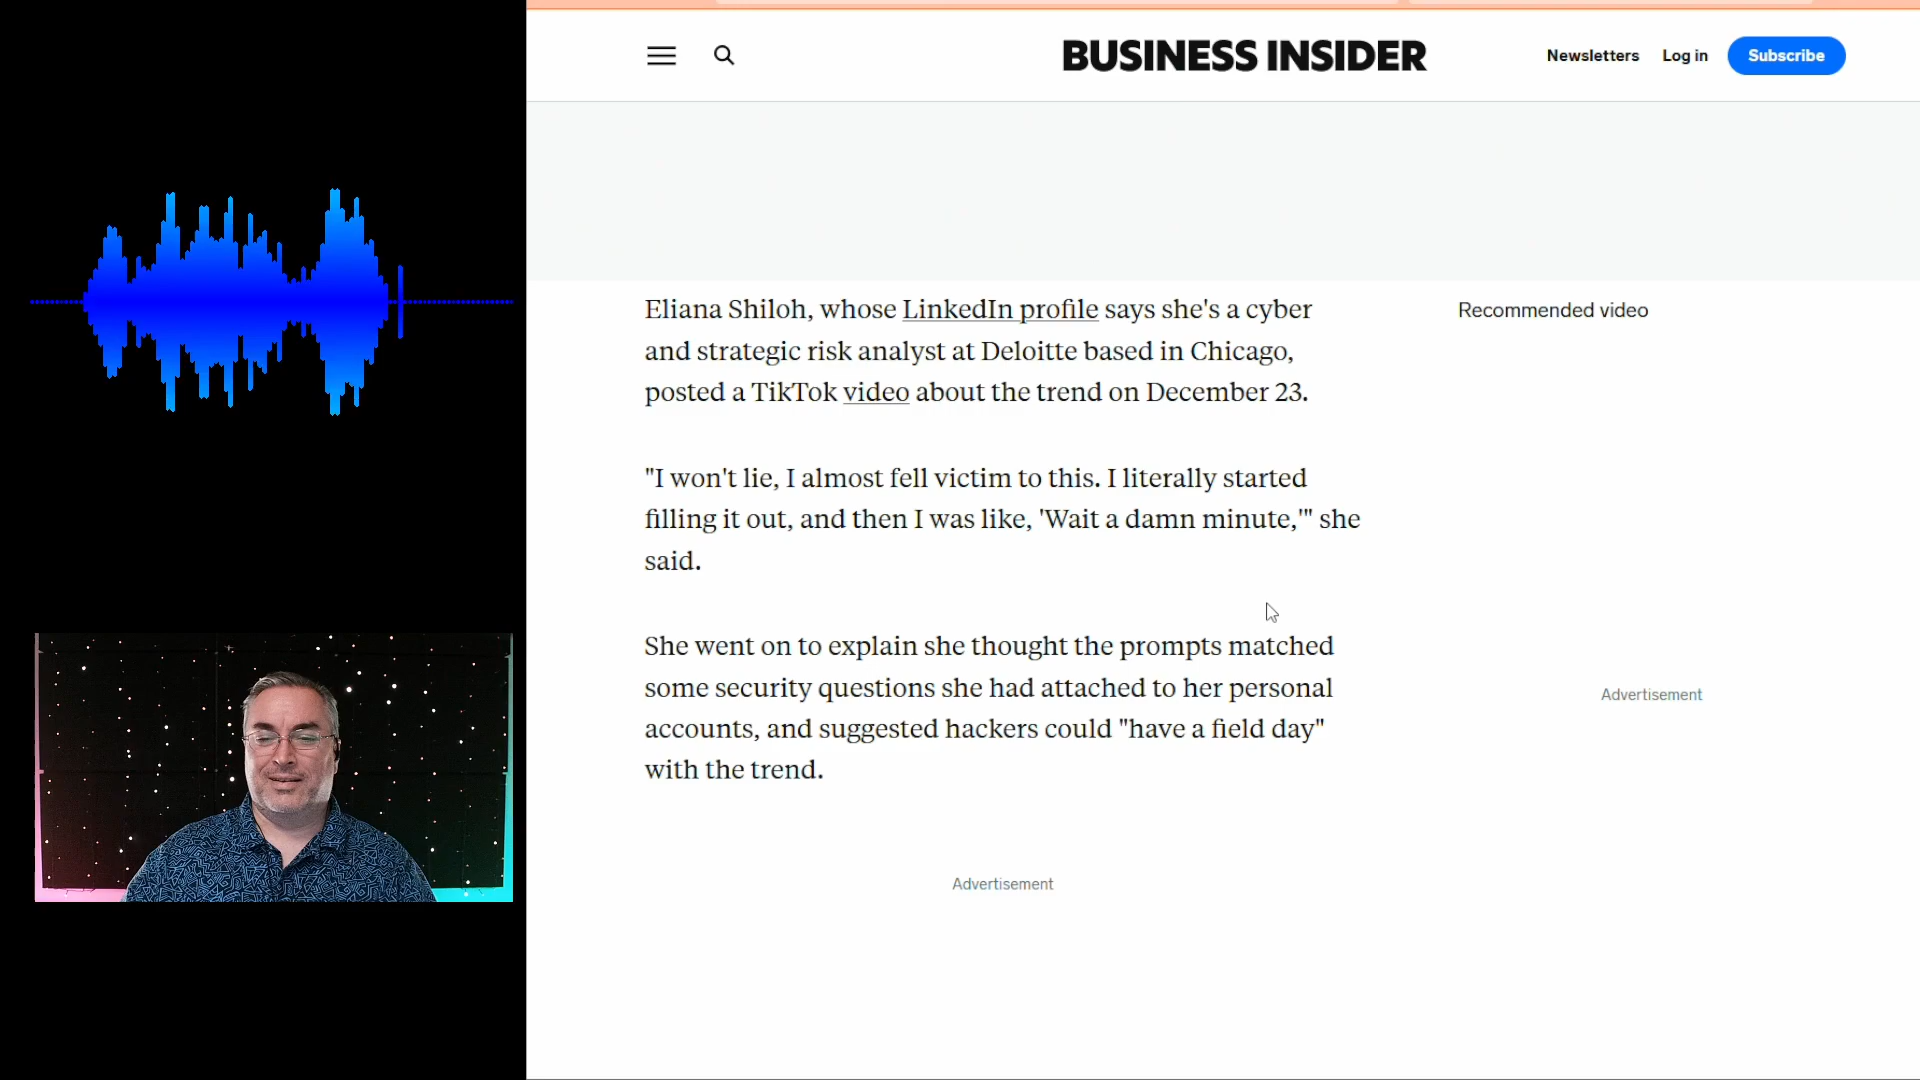 BUSINESS INSIDER
Newsletters
Log in
Subscribe
Eliana Shiloh, whose LinkedIn profile says she's a cyber
and strategic risk analyst at Deloitte based in Chicago,
posted a TikTok video about the trend on December 23.
Recommended video
"I won't lie, I almost fell victim to this. I literally started
filling it out, and then I was like, 'Wait a damn minute,'" she
said.
She went on to explain she thought the prompts matched
some security questions she had attached to her personal
accounts, and suggested hackers could "have a field day"
with the trend.
Advertisement
Advertisement